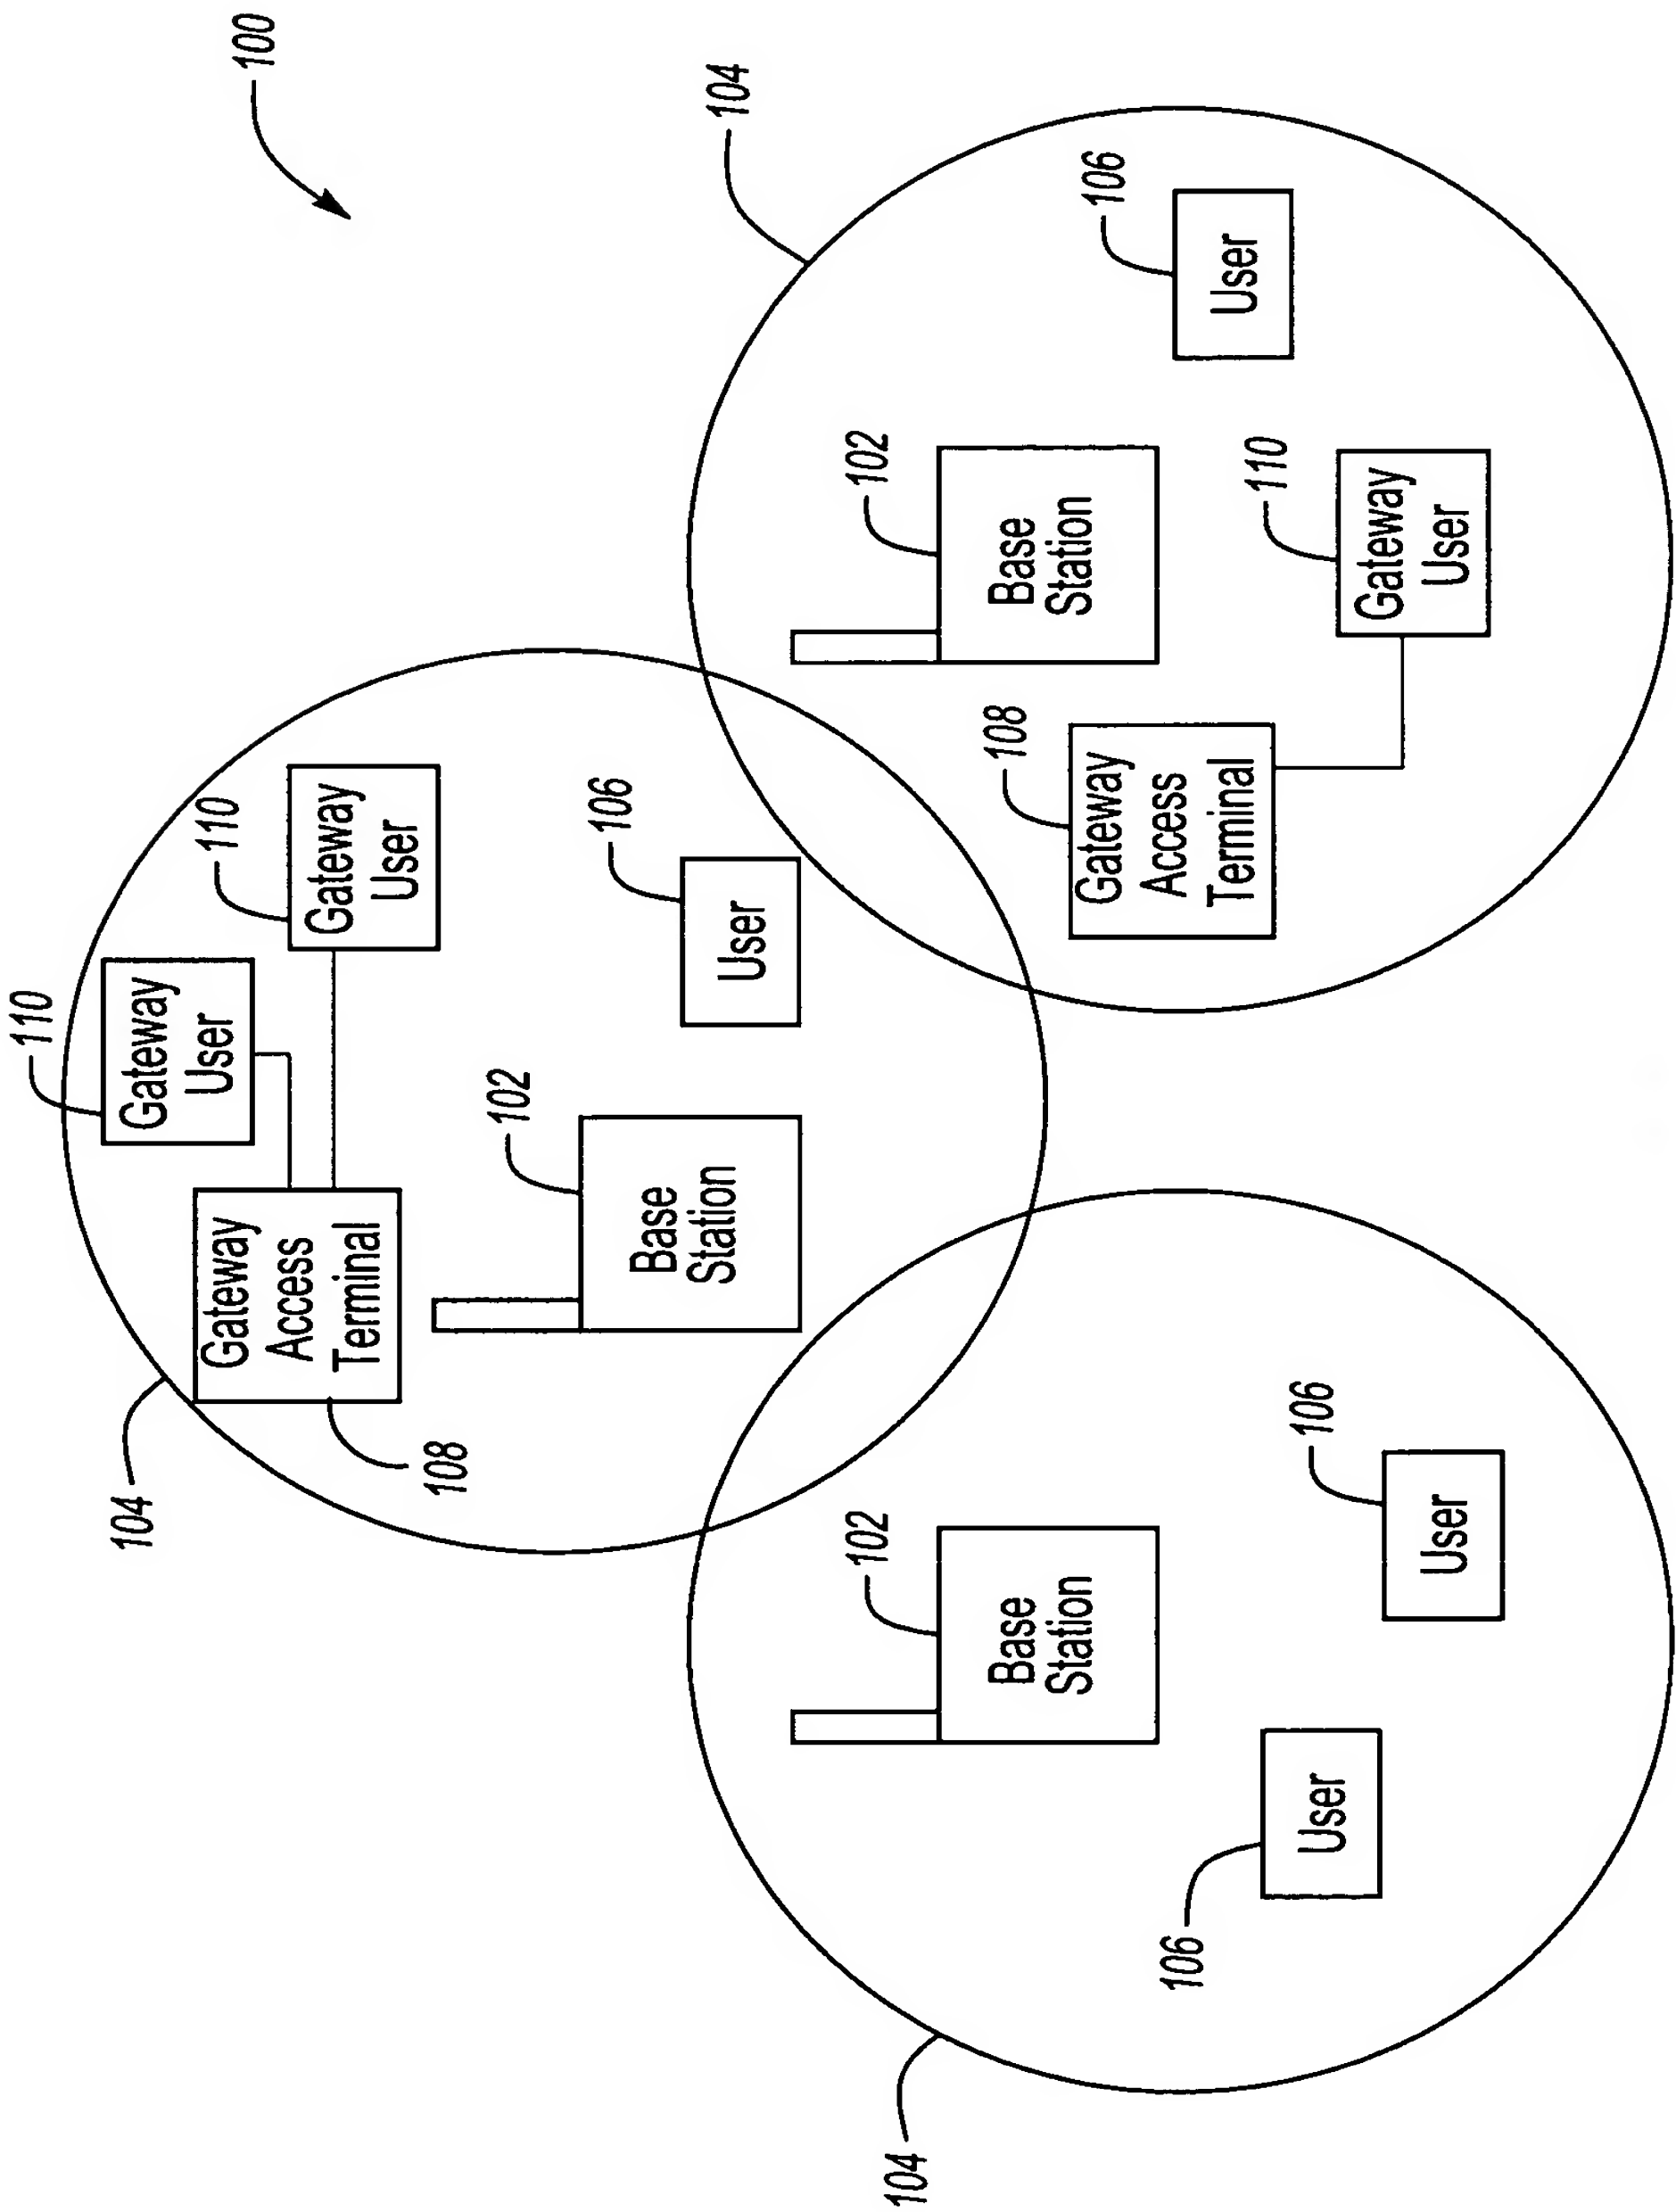 100
104
110
Gateway
User
110
Gateway
User
Gateway
Access
Terminal
108
102
Base
Station
106
User
104
102
Base
Station
106
User
106
User
104
102
Base
Station
106
User
108
Gateway
Access
Terminal
110
Gateway
User